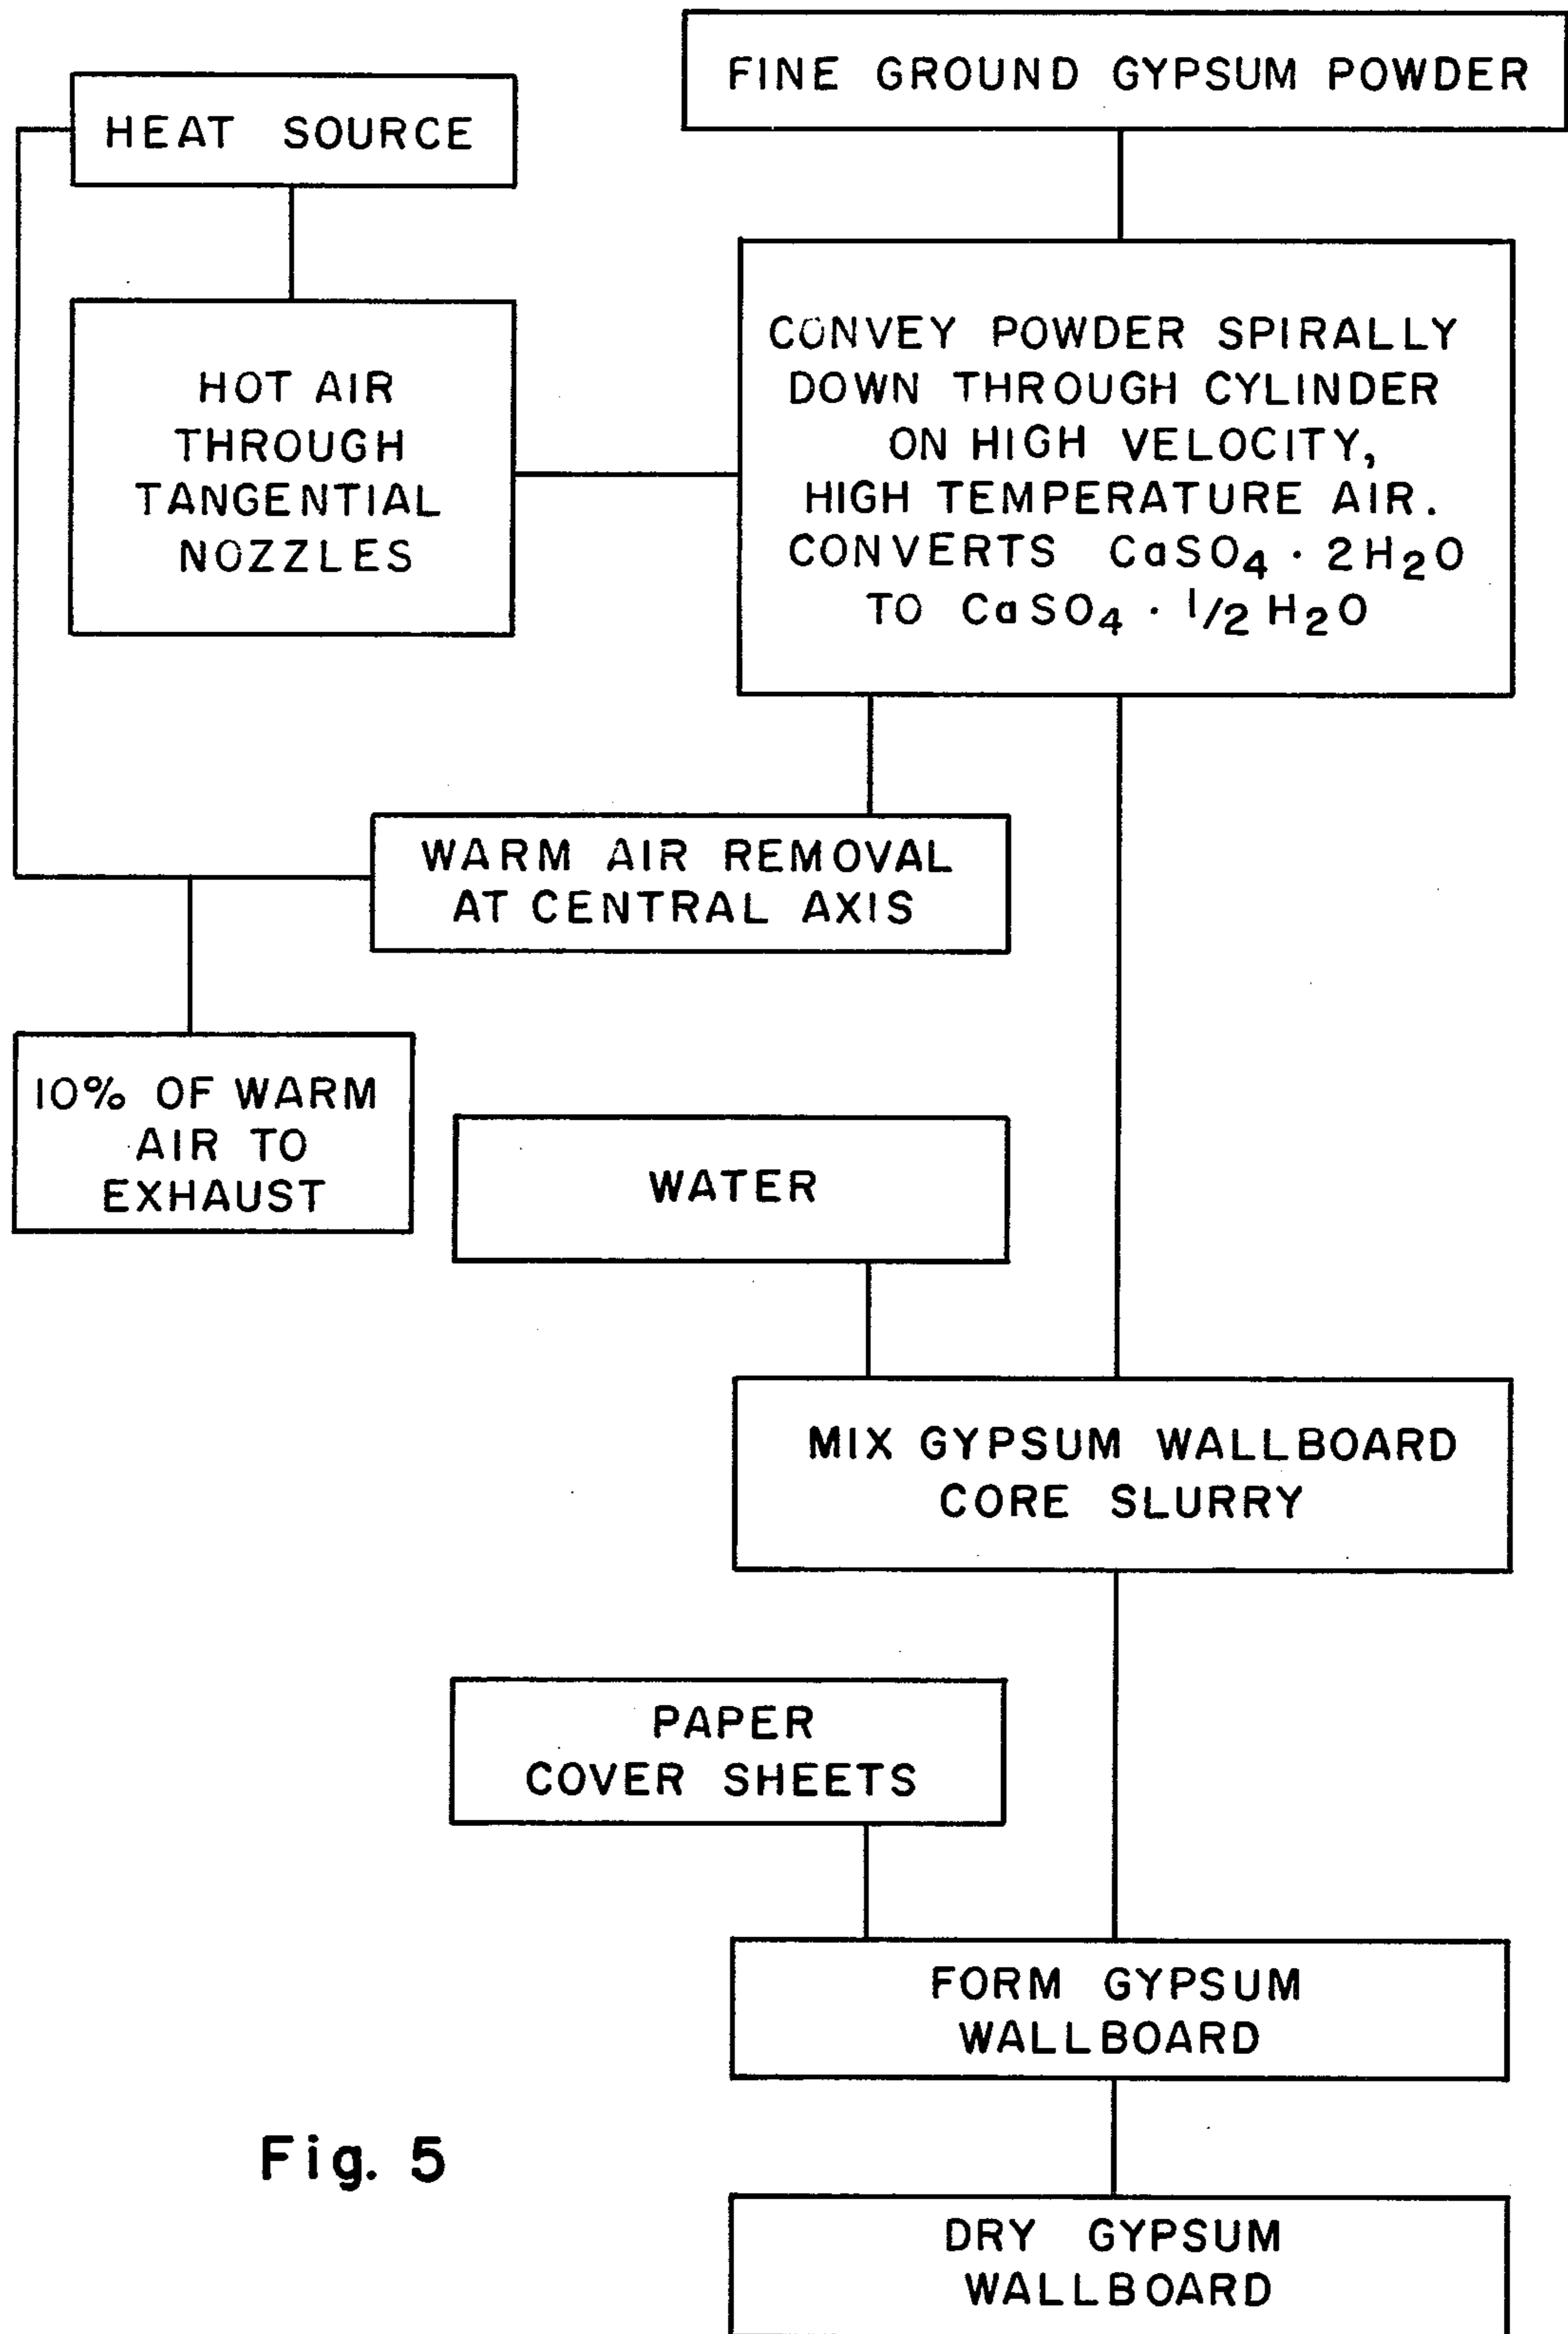 FINE GROUND GYPSUM POWDER
HEAT SOURCE
HOT AIR
THROUGH
TANGENTIAL
NOZZLES
CONVEY POWDER SPIRALLY
DOWN THROUGH CYLINDER
ON HIGH VELOCITY,
HIGH TEMPERATURE AIR.
CONVERTS CaSO₄ · 2H₂O
TO CaSO₄ · 1/2 H₂O
WARM AIR REMOVAL
AT CENTRAL AXIS
10% OF WARM
AIR TO
EXHAUST
WATER
MIX GYPSUM WALLBOARD
CORE SLURRY
PAPER
COVER SHEETS
FORM GYPSUM
WALLBOARD
Fig. 5
DRY GYPSUM
WALLBOARD